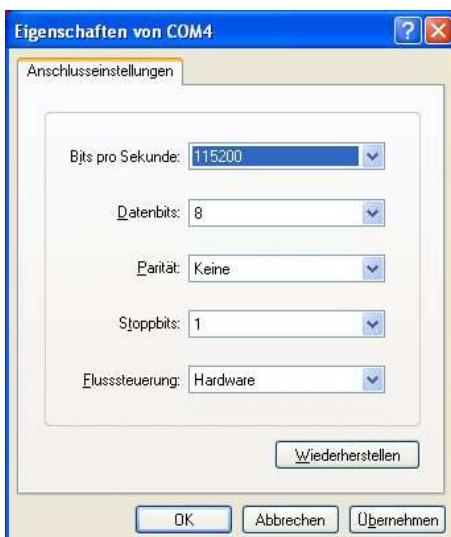 Eigenschaften von COM4
Anschlusseinstellungen
Bits pro Sekunde: 115200
Datenbits: 8
Parität: Keine
Stoppbits: 1
Flusssteuerung: Hardware
Wiederherstellen
OK Abbrechen Übernehmen